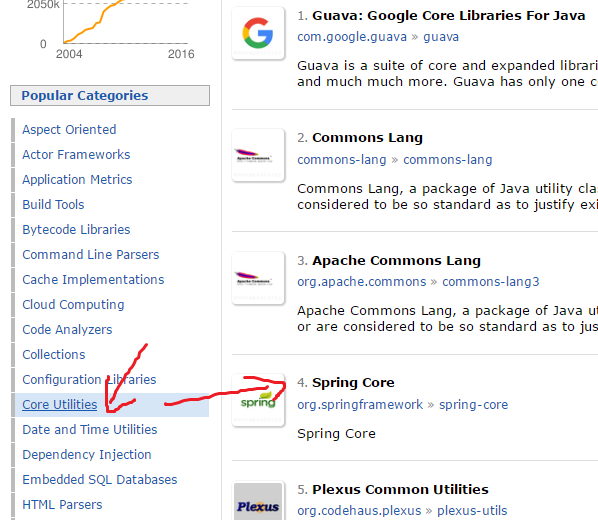 2050k
0
2004 2016
Popular Categories
Aspect Oriented
Actor Frameworks
Application Metrics
Build Tools
Bytecode Libraries
Command Line Parsers
Cache Implementations
Cloud Computing
Code Analyzers
Collections
Configuration Libraries
Core Utilities
Date and Time Utilities
Dependency Injection
Embedded SQL Databases
HTML Parsers
1. Guava: Google Core Libraries For Java
com.google.guava » guava
Guava is a suite of core and expanded librari
and much much more. Guava has only one c
2. Commons Lang
commons-lang » commons-lang
Commons Lang, a package of Java utility cla
considered to be so standard as to justify exi
Apache Commons
3. Apache Commons Lang
org.apache.commons » commons-lang3
Apache Commons Lang, a package of Java ut
or are considered to be so standard as to jus
Apache Commons
4. Spring Core
org.springframework » spring-core
Spring Core
spring
5. Plexus Common Utilities
org.codehaus.plexus » plexus-utils
Plexus